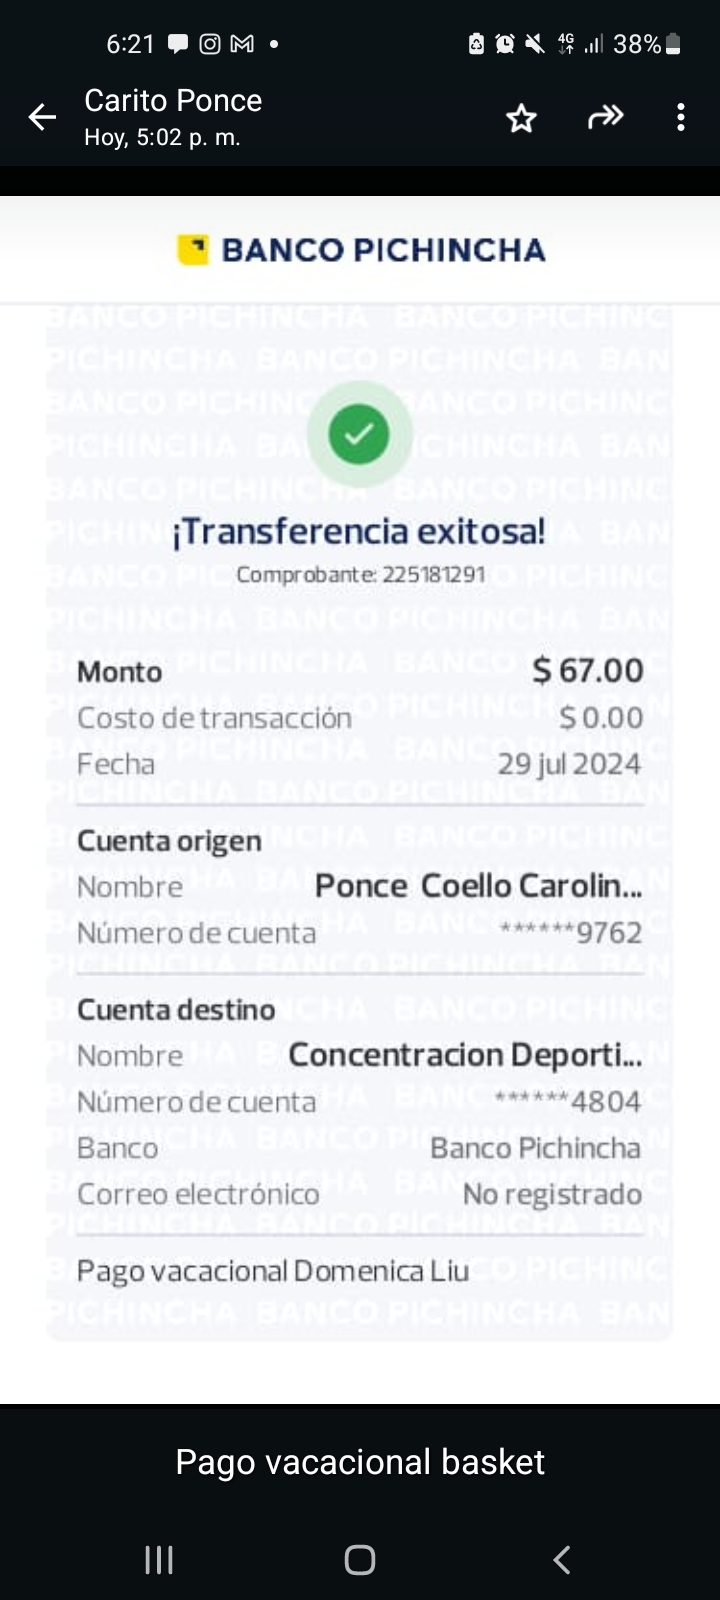 6:21 4G 38%
Carito Ponce
Hoy, 5:02 p. m.
BANCO PICHINCHA
¡Transferencia exitosa!
Comprobante: 225181291
Monto $ 67.00
Costo de transacción $ 0.00
Fecha 29 jul 2024
Cuenta origen
Nombre Ponce Coello Carolin...
Número de cuenta ******9762
Cuenta destino
Nombre Concentracion Deporti...
Número de cuenta ******4804
Banco Banco Pichincha
Correo electrónico No registrado
Pago vacacional Domenica Liu
Pago vacacional basket